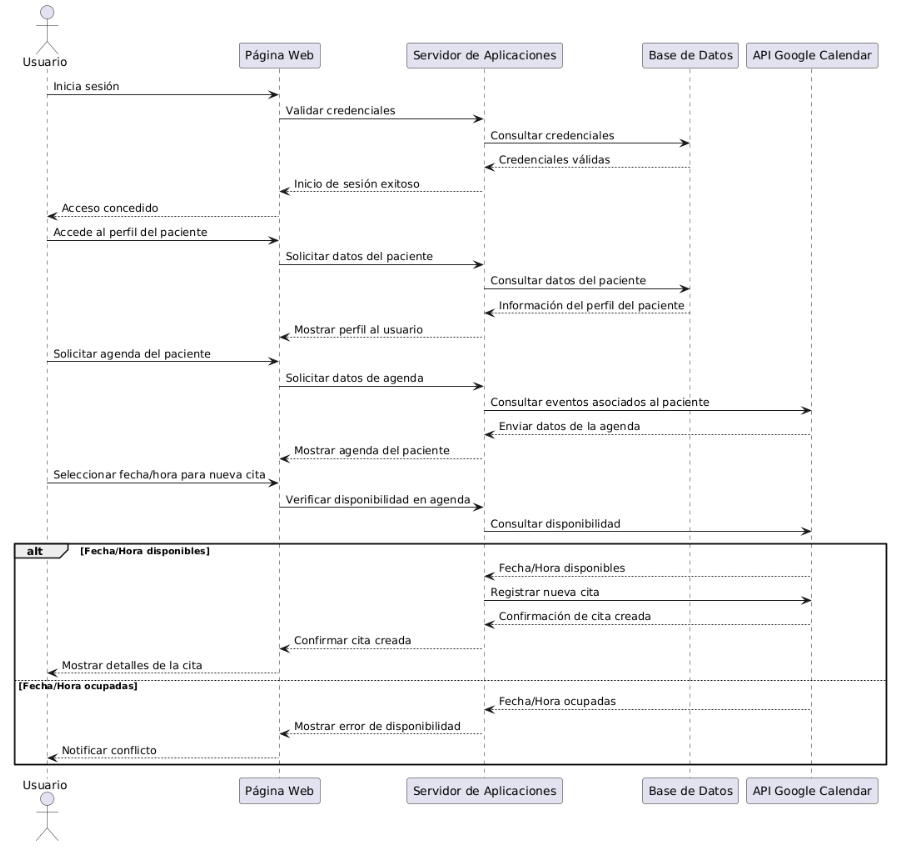 Usuario
Página Web
Servidor de Aplicaciones
Base de Datos
API Google Calendar
Inicia sesión
Validar credenciales
Consultar credenciales
Credenciales válidas
Inicio de sesión exitoso
Acceso concedido
Accede al perfil del paciente
Solicitar datos del paciente
Consultar datos del paciente
Información del perfil del paciente
Mostrar perfil al usuario
Solicitar agenda del paciente
Solicitar datos de agenda
Consultar eventos asociados al paciente
Enviar datos de la agenda
Mostrar agenda del paciente
Seleccionar fecha/hora para nueva cita
Verificar disponibilidad en agenda
Consultar disponibilidad
alt [Fecha/Hora disponibles]
Fecha/Hora disponibles
Registrar nueva cita
Confirmación de cita creada
Confirmar cita creada
Mostrar detalles de la cita
[Fecha/Hora ocupadas]
Fecha/Hora ocupadas
Mostrar error de disponibilidad
Notificar conflicto
Usuario
Página Web
Servidor de Aplicaciones
Base de Datos
API Google Calendar